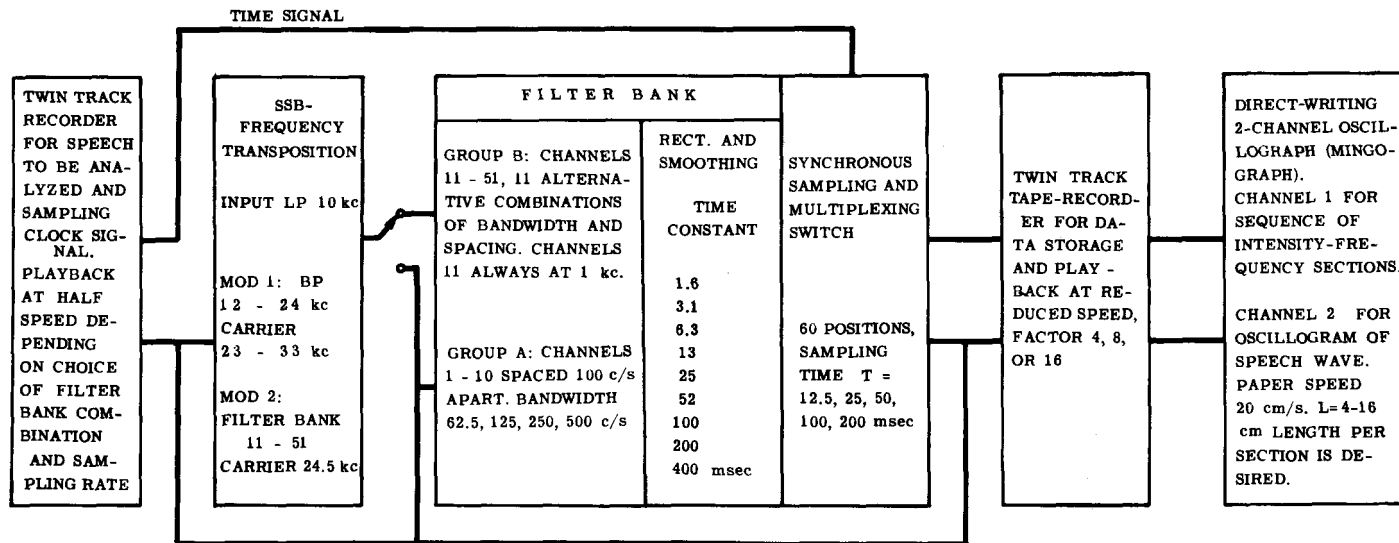 TIME SIGNAL
TWIN TRACK
RECORDER
FOR SPEECH
TO BE ANA-
LYZED AND
SAMPLING
CLOCK SIG-
NAL.
PLAYBACK
AT HALF
SPEED DE-
PENDING
ON CHOICE
OF FILTER
BANK COM-
BINATION
AND SAM-
PLING RATE
SSB-
FREQUENCY
TRANSPOSITION
INPUT LP 10 kc
MOD 1: BP
12 - 24 kc
CARRIER
23 - 33 kc
MOD 2:
FILTER BANK
11 - 51
CARRIER 24.5 kc
FILTER BANK
GROUP B: CHANNELS
11 - 51, 11 ALTERNA-
TIVE COMBINATIONS
OF BANDWIDTH AND
SPACING. CHANNELS
11 ALWAYS AT 1 kc.
GROUP A: CHANNELS
1 - 10 SPACED 100 c/s
APART. BANDWIDTH
62.5, 125, 250, 500 c/s
RECT. AND
SMOOTHING
TIME
CONSTANT
1.6
3.1
6.3
13
25
52
100
200
400 msec
SYNCHRONOUS
SAMPLING AND
MULTIPLEXING
SWITCH
60 POSITIONS,
SAMPLING
TIME T =
12.5, 25, 50,
100, 200 msec
TWIN TRACK
TAPE-RECORD-
ER FOR DA-
TA STORAGE
AND PLAY -
BACK AT RE-
DUCED SPEED,
FACTOR 4, 8,
OR 16
DIRECT-WRITING
2-CHANNEL OSCIL-
LOGRAPH (MINGO-
GRAPH).
CHANNEL 1 FOR
SEQUENCE OF
INTENSITY-FRE-
QUENCY SECTIONS.
CHANNEL 2 FOR
OSCILLOGRAM OF
SPEECH WAVE.
PAPER SPEED
20 cm/s. L=4-16
cm LENGTH PER
SECTION IS DE-
SIRED.